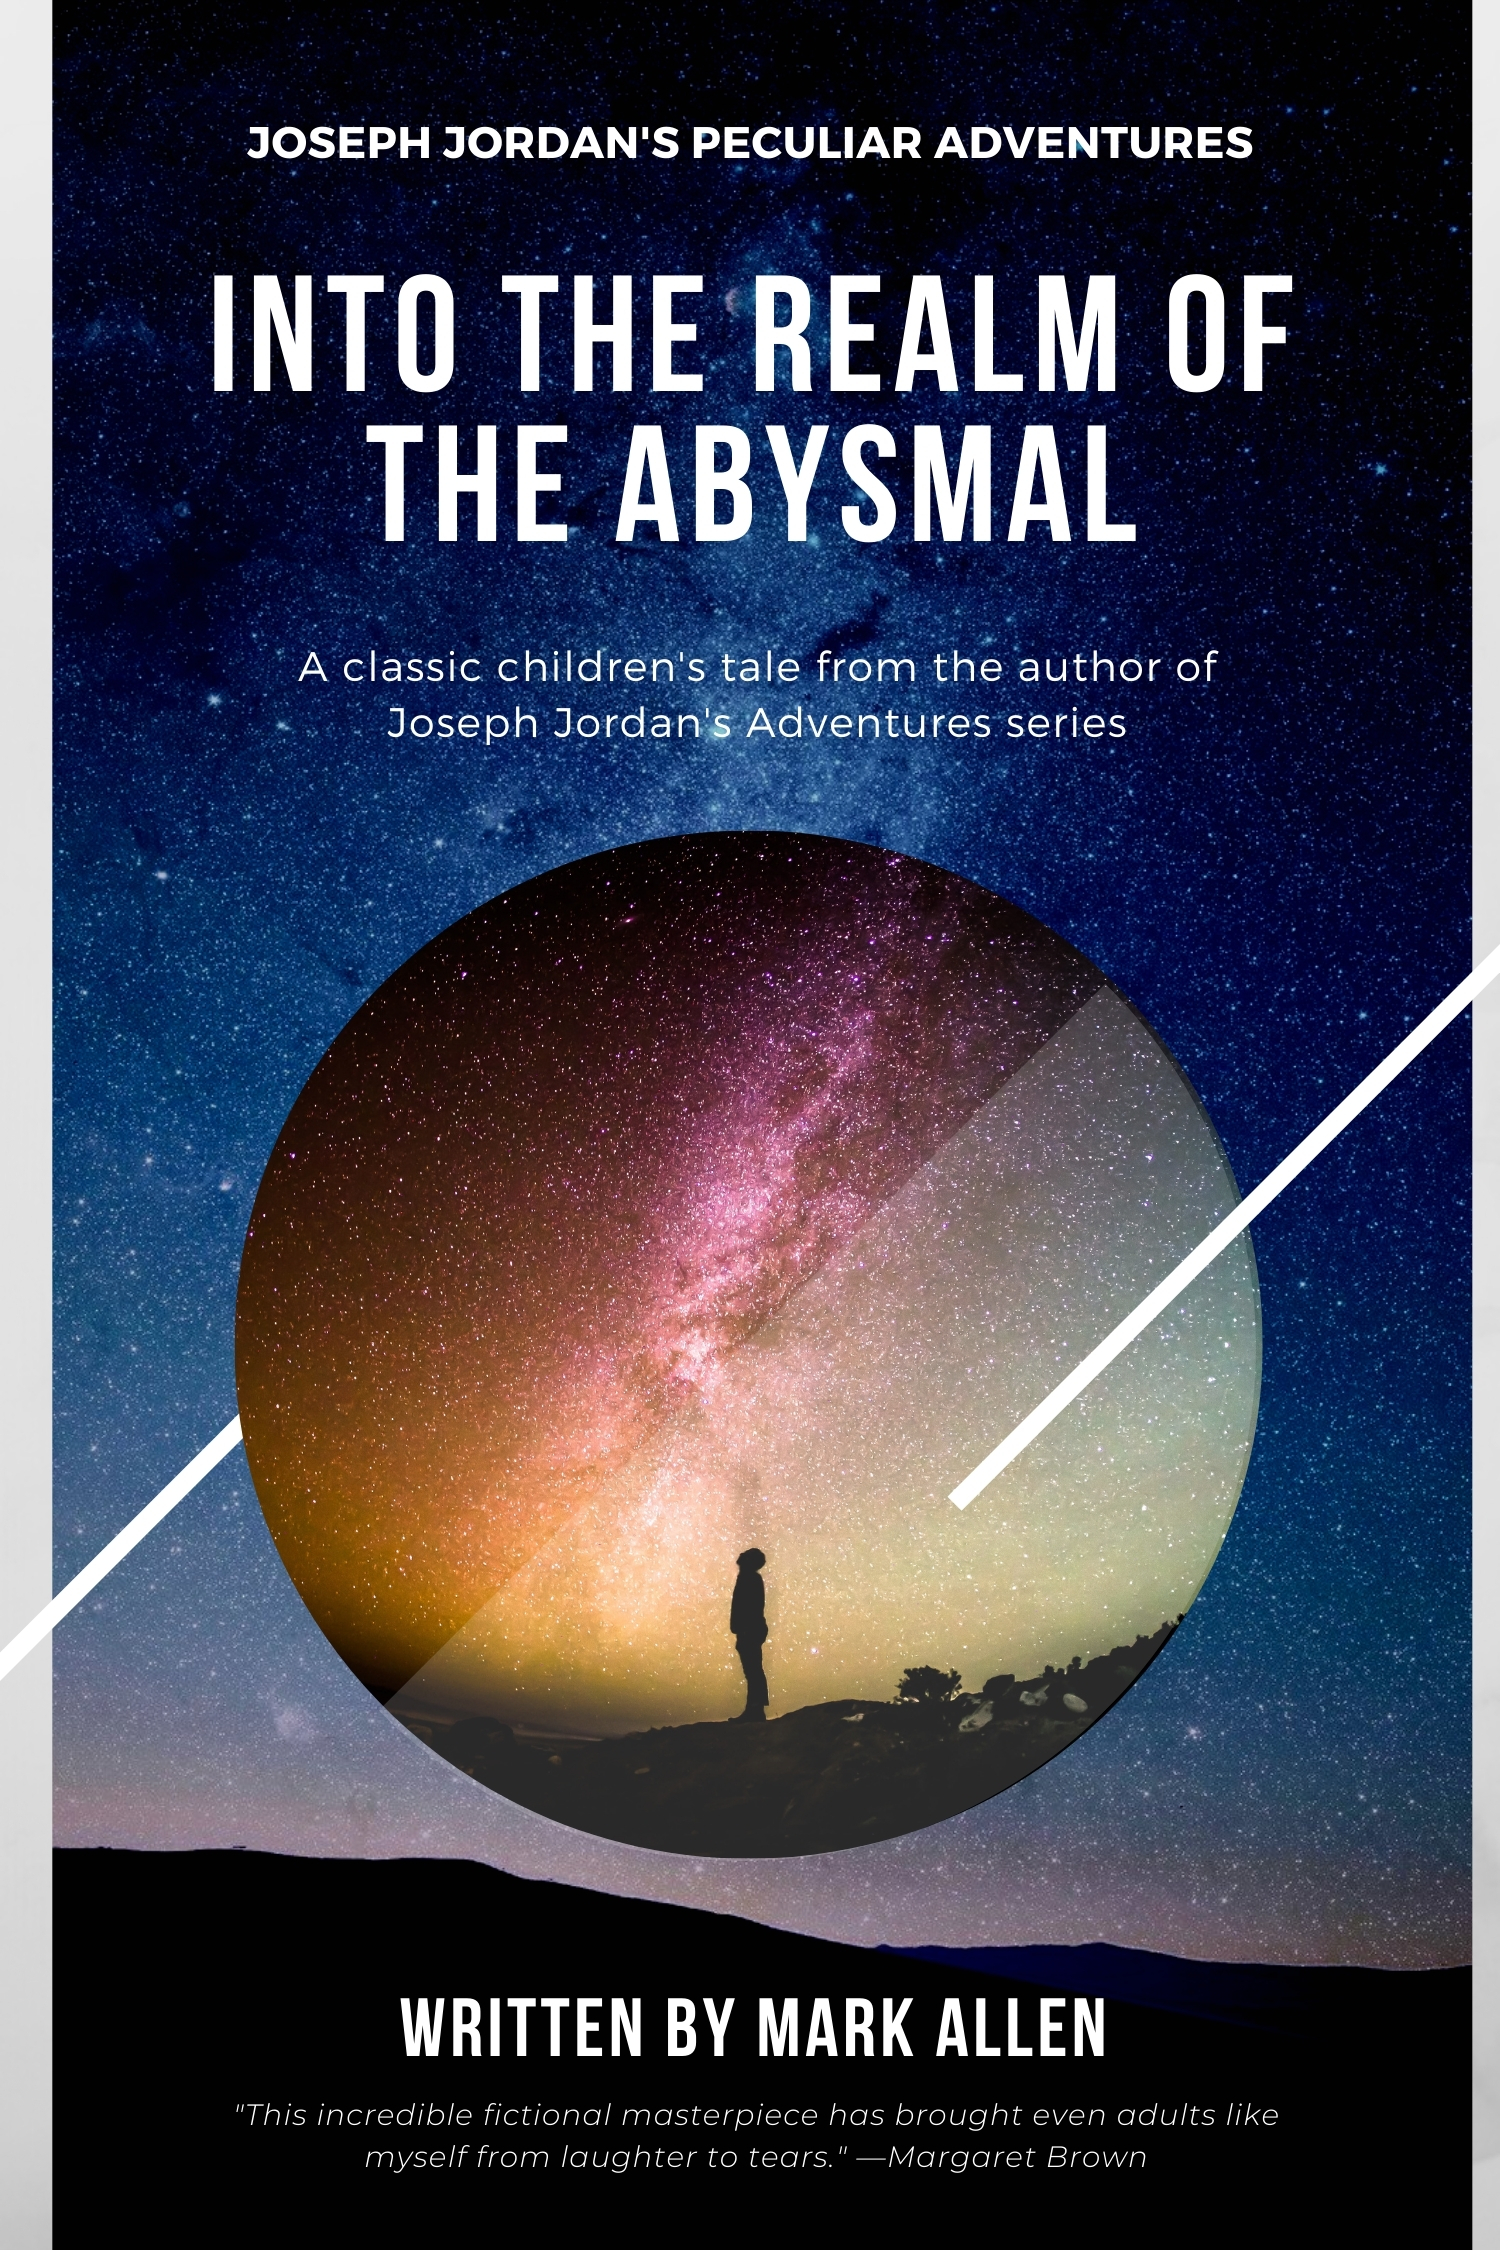 JOSEPH JORDAN'S PECULIAR ADVENTURES
INTO THE REALM OF
THE ABYSMAL
A classic children's tale from the author of
Joseph Jordan's Adventures series
WRITTEN BY MARK ALLEN
"This incredible fictional masterpiece has brought even adults like
myself from laughter to tears." —Margaret Brown